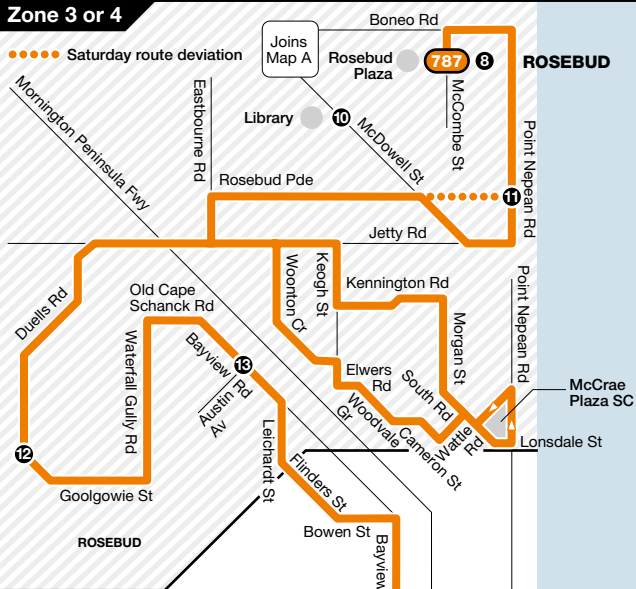 Zone 3 or 4
Saturday route deviation
Boneo Rd
Joins
Map A
Rosebud
Plaza
787
8
ROSEBUD
McCombe St
Library
10
McDowell St
Eastbourne Rd
Mornington Peninsula Fwy
Rosebud Pde
11
Point Nepean Rd
Jetty Rd
Duells Rd
Old Cape
Schanck Rd
Woonton Cr
Keogh St
Kennington Rd
Point Nepean Rd
Waterfall Gully Rd
Bayview Rd
13
Austin
Av
Elwers
Rd
Morgan St
South Rd
McCrae
Plaza SC
Woodvale
Gr
Cameron St
Wattle
Rd
Lonsdale St
12
Goolgowie St
Leichardt St
Flinders St
Bowen St
ROSEBUD
Bayview